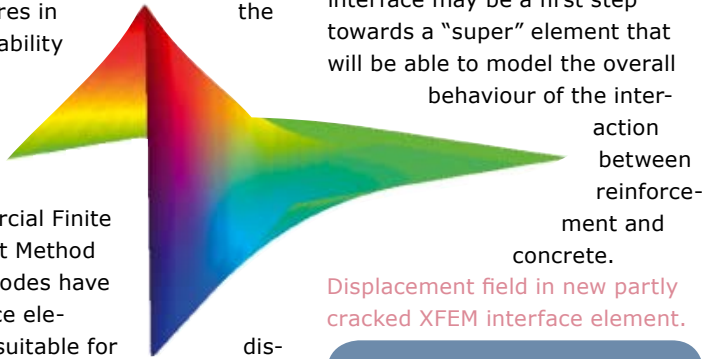 res in the
ability
rcial Finite
t Method
odes have
ce ele-
suitable for dis-
interface may be a first step
towards a “super” element that
will be able to model the overall
behaviour of the inter-
action
between
reinforce-
ment and
concrete.
Displacement field in new partly
cracked XFEM interface element.